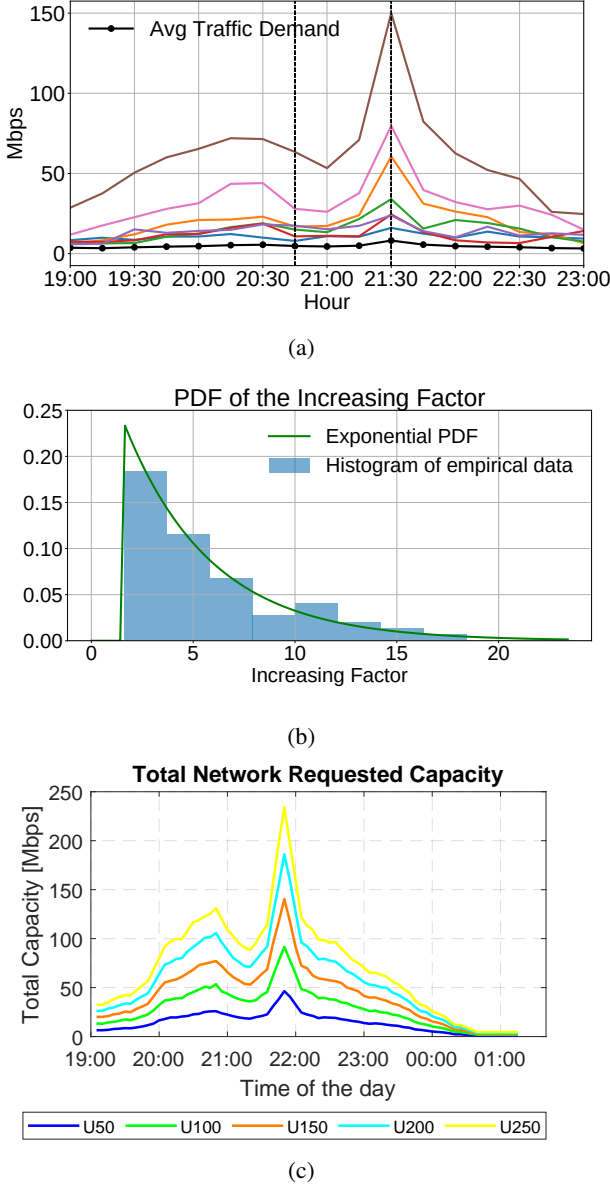 150
Avg Traffic Demand
100
Mbps
50
0
19:00 19:30 20:00 20:30 21:00 21:30 22:00 22:30 23:00
Hour
(a)
PDF of the Increasing Factor
0.25
Exponential PDF
0.20
Histogram of empirical data
0.15
0.10
0.05
0.00
0 5 10 15 20
Increasing Factor
(b)
Total Network Requested Capacity
250
200
150
100
50
0
Total Capacity [Mbps]
19:00 20:00 21:00 22:00 23:00 00:00 01:00
Time of the day
U50 U100 U150 U200 U250
(c)